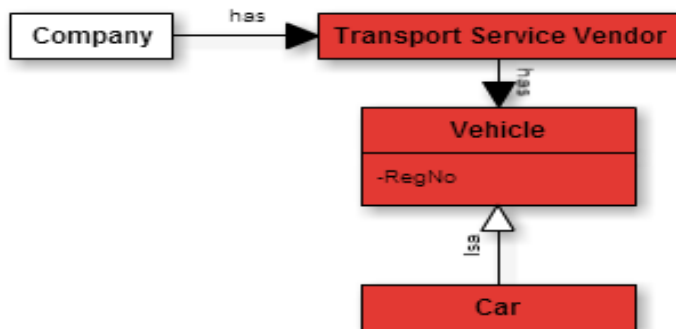 has
Company
Transport Service Vendor
has
Vehicle
-RegNo
Isa
Car